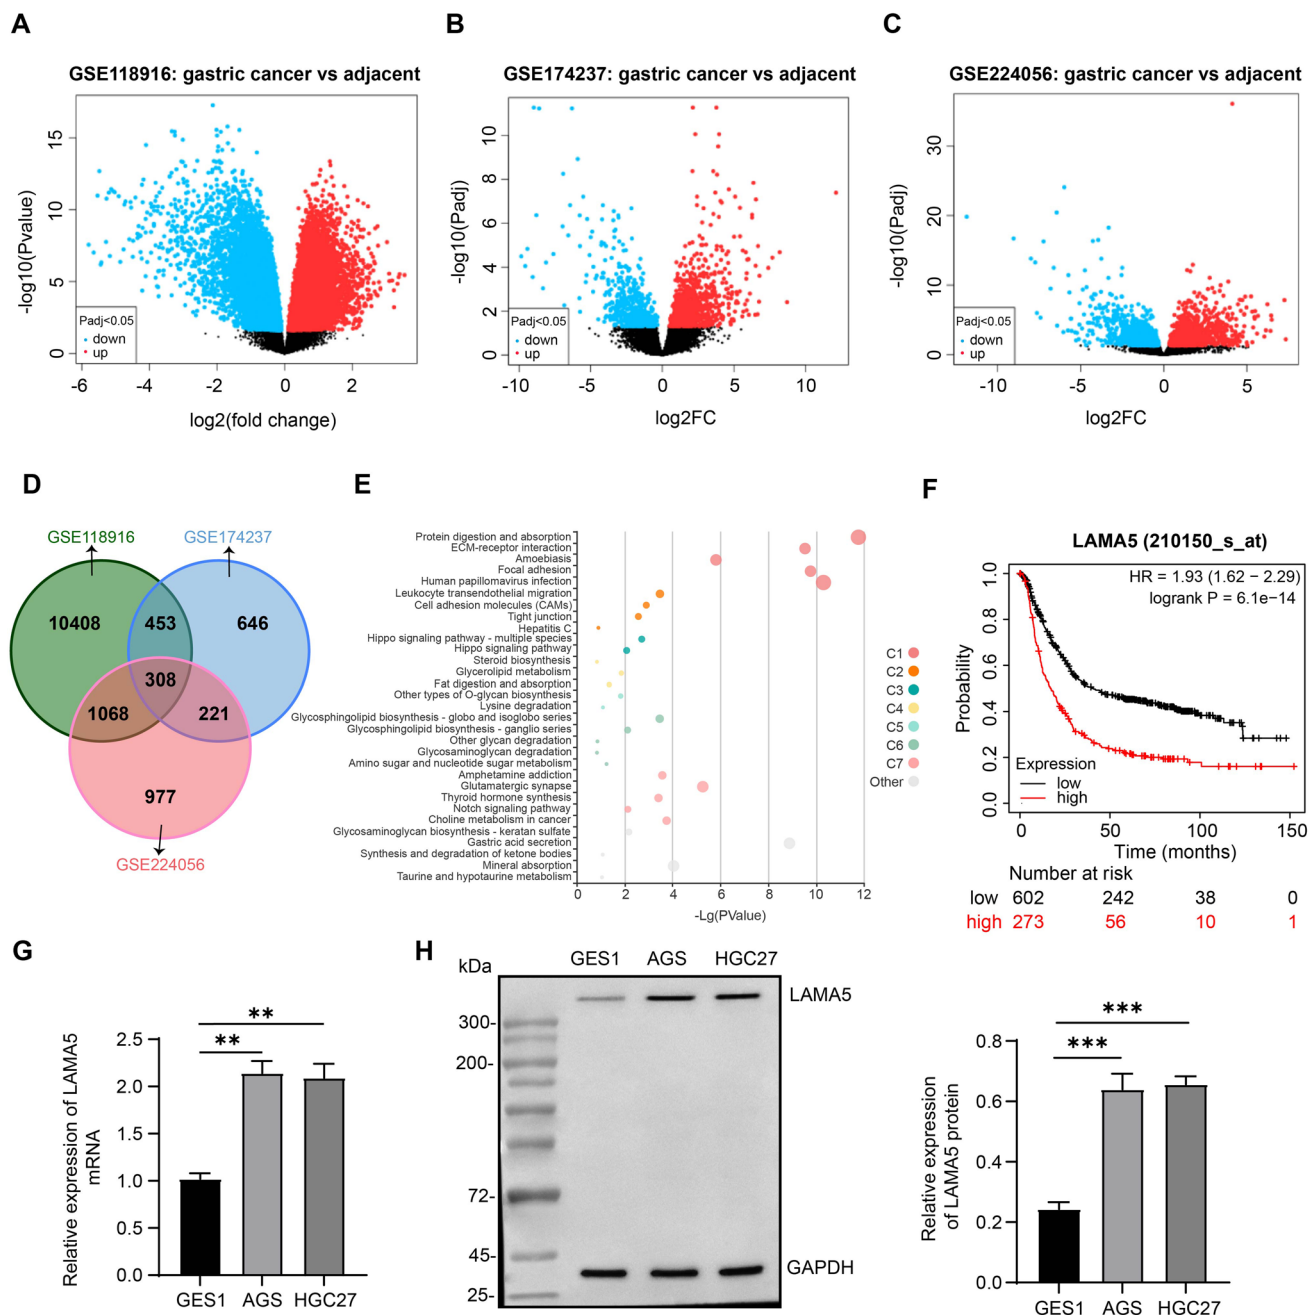 A
GSE118916: gastric cancer vs adjacent
-log10(Pvalue)
15
10
5
0
Padj<0.05
down
up
-6
-4
-2
0
2
log2(fold change)
B
GSE174237: gastric cancer vs adjacent
-log10(Padj)
10
8
6
4
2
0
Padj<0.05
down
up
-10
-5
0
5
10
log2FC
C
GSE224056: gastric cancer vs adjacent
-log10(Padj)
30
20
10
0
Padj<0.05
down
up
-10
-5
0
5
log2FC
D
GSE118916
GSE174237
10408
453
646
308
1068
221
977
GSE224056
E
Protein digestion and absorption
ECM-receptor interaction
Amoebiasis
Focal adhesion
Human papillomavirus infection
Leukocyte transendothelial migration
Cell adhesion molecules (CAMs)
Tight junction
Hepatitis C
Hippo signaling pathway - multiple species
Hippo signaling pathway
Steroid biosynthesis
Glycerolipid metabolism
Fat digestion and absorption
Other types of O-glycan biosynthesis
Lysine degradation
Glycosphingolipid biosynthesis - globo and isoglobo series
Glycosphingolipid biosynthesis - ganglio series
Other glycan degradation
Glycosaminoglycan degradation
Amino sugar and nucleotide sugar metabolism
Amphetamine addiction
Glutamatergic synapse
Thyroid hormone synthesis
Notch signaling pathway
Choline metabolism in cancer
Glycosaminoglycan biosynthesis - keratan sulfate
Gastric acid secretion
Synthesis and degradation of ketone bodies
Mineral absorption
Taurine and hypotaurine metabolism
0 2 4 6 8 10 12
-Lg(PValue)
C1
C2
C3
C4
C5
C6
C7
Other
F
LAMA5 (210150_s_at)
HR = 1.93 (1.62 − 2.29)
logrank P = 6.1e−14
Probability
1.0
0.8
0.6
0.4
0.2
0.0
Expression
low
high
0 50 100 150
Time (months)
Number at risk
low 602 242 38 0
high 273 56 10 1
G
Relative expression of LAMA5
mRNA
2.5
2.0
1.5
1.0
0.5
0.0
**
**
GES1 AGS HGC27
H
kDa
GES1 AGS HGC27
LAMA5
300-
200-
72-
45-
25-
GAPDH
Relative expression
of LAMA5 protein
0.8
0.6
0.4
0.2
0.0
***
***
GES1 AGS HGC27